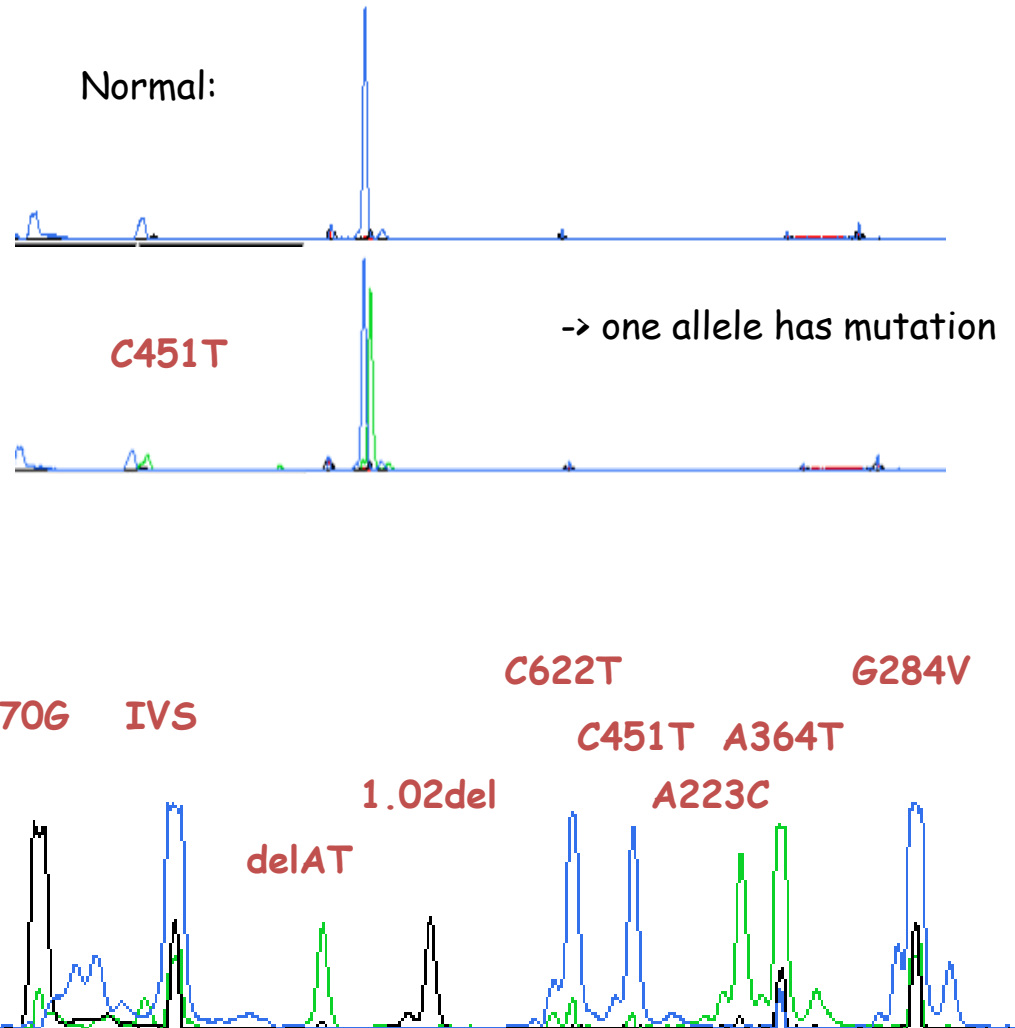 Normal:
-> one allele has mutation
C451T
C622T
G284V
70G
IVS
C451T
A364T
1.02del
A223C
delAT